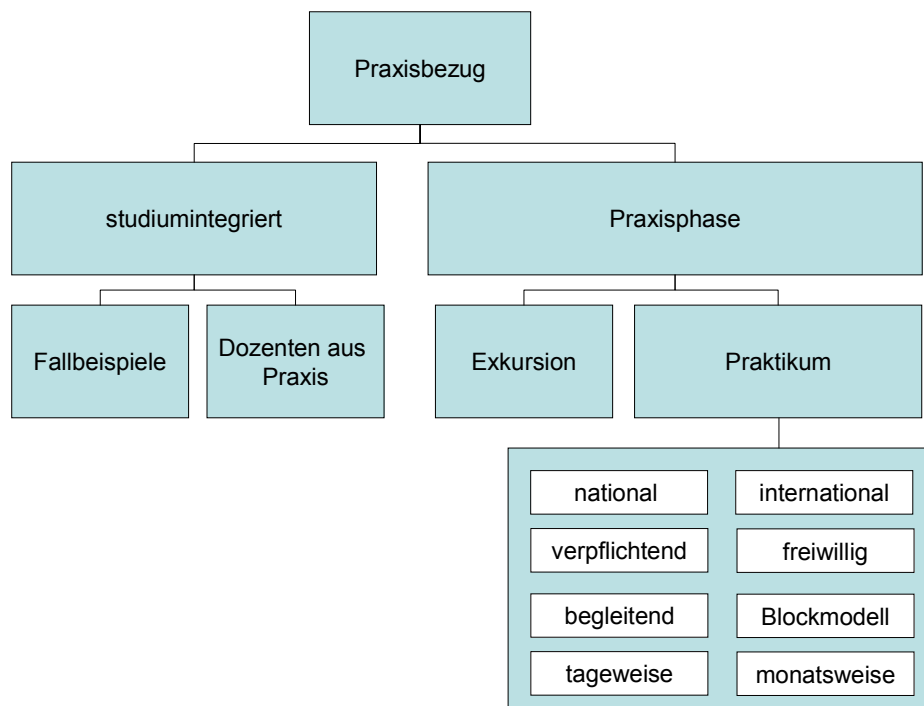 Praxisbezug
studiumintegriert
Praxisphase
Fallbeispiele
Dozenten aus
Praxis
Exkursion
Praktikum
national
international
verpflichtend
freiwillig
begleitend
Blockmodell
tageweise
monatsweise